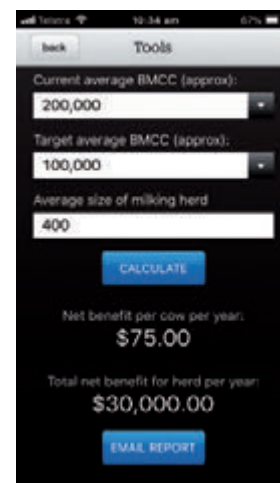 Telstra 10:34 am 67%
back Tools
Current average BMCC (approx):
200,000
Target average BMCC (approx):
100,000
Average size of milking herd
400
CALCULATE
Net benefit per cow per year:
$75.00
Total net benefit for herd per year:
$30,000.00
EMAIL REPORT